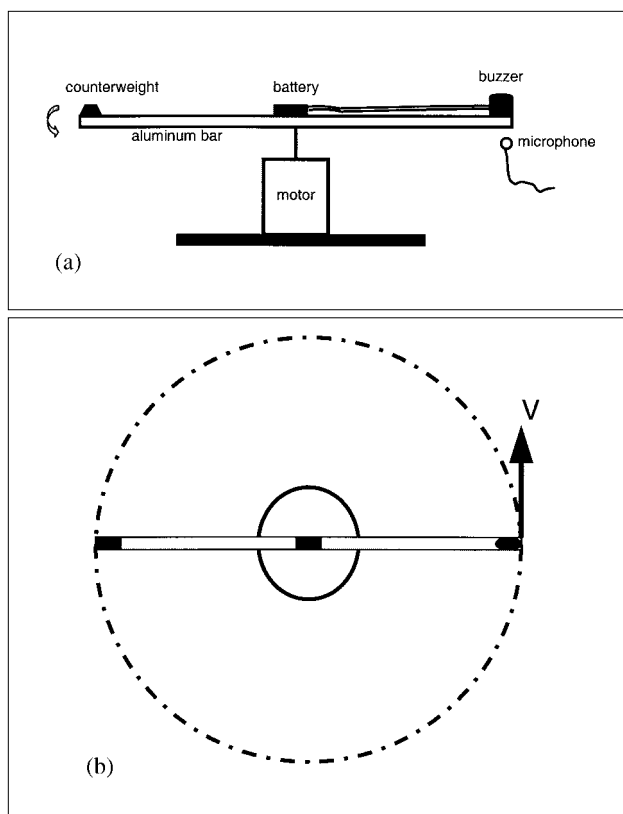 buzzer
counterweight
battery
aluminum bar
microphone
motor
(a)
V
(b)